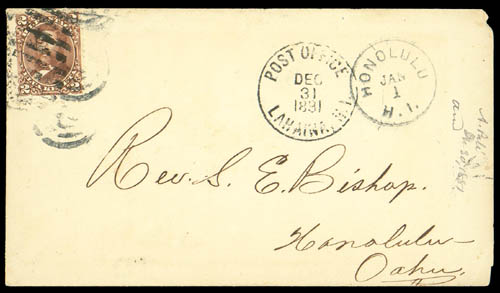 POST OFFICE
DEC
31
1881
LAHAINA. H.I.
HONOLULU
JAN
1
H.I.
Rev. S. E. Bishop.
Honolulu
Oahu.